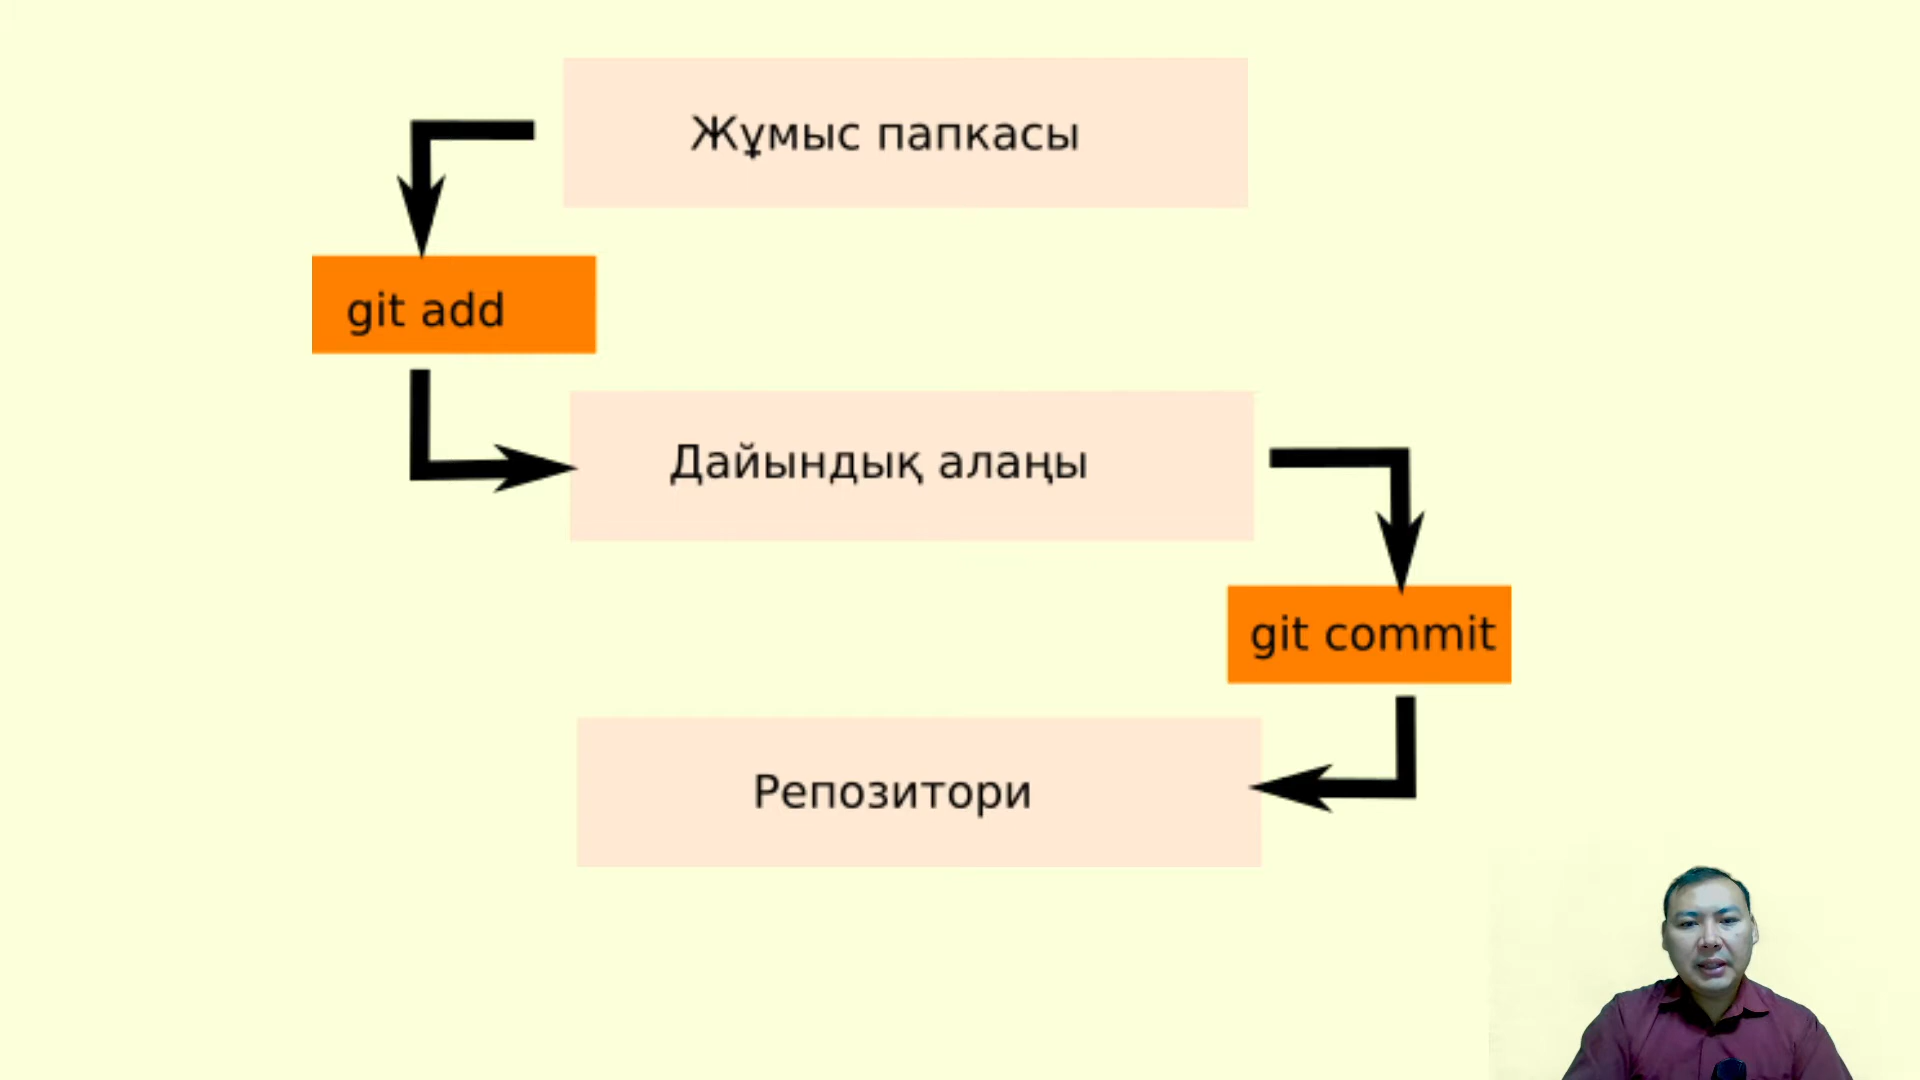 Жұмыс папкасы
git add
Дайындық алаңы
git commit
Репозитори